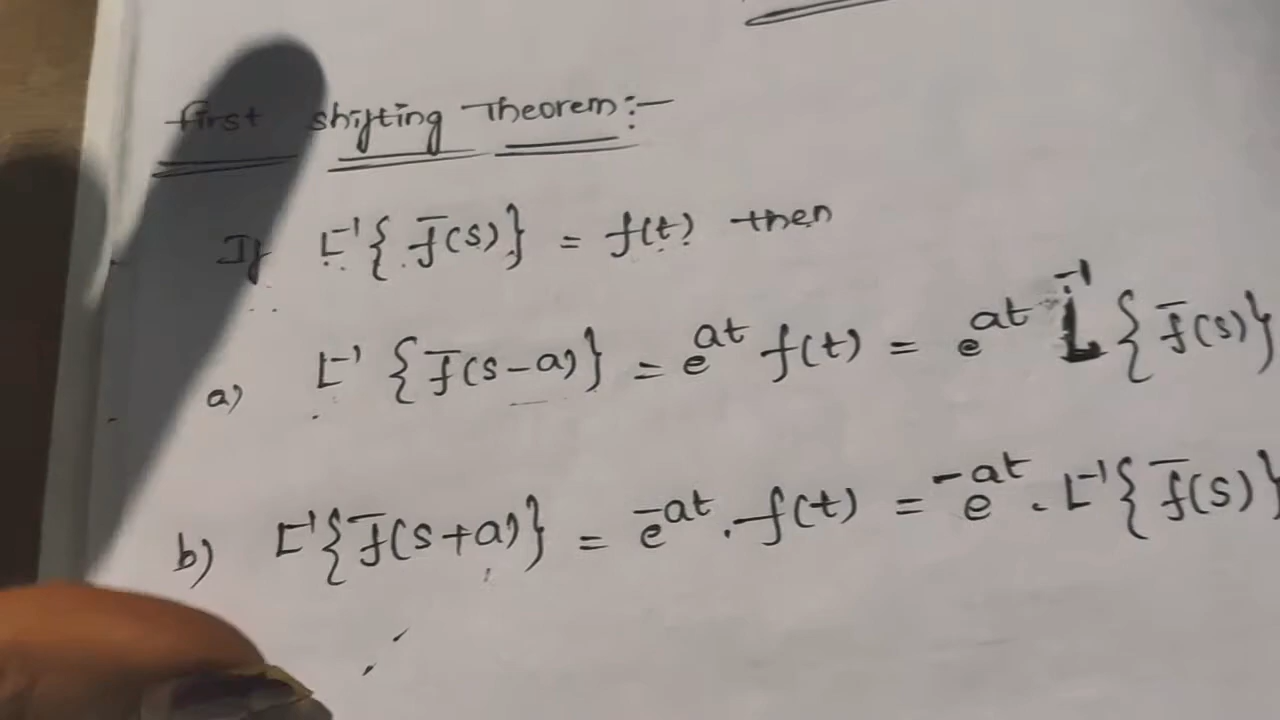 first shifting Theorem:-
If L⁻¹{ f̄(s)} = f(t) then
a) L⁻¹ {f̄(s-a)} = e^{at} f(t) = e^{at} L⁻¹ {f̄(s)}
b) L⁻¹{f̄(s+a)} = e^{-at} . f(t) = e^{-at} . L⁻¹{f̄(s)}